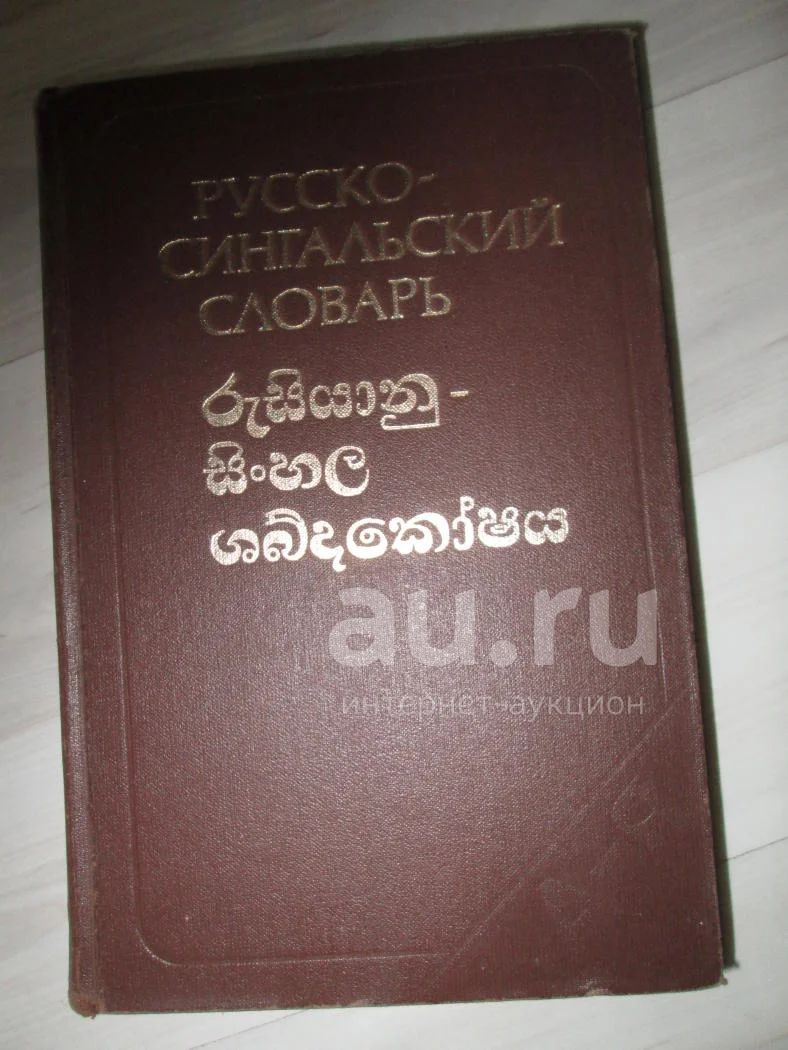 РУССКО-
СИНГАЛЬСКИЙ
СЛОВАРЬ
රුසියානු -
සිංහල
ශබ්දකෝෂය
au.ru
интернет-аукцион